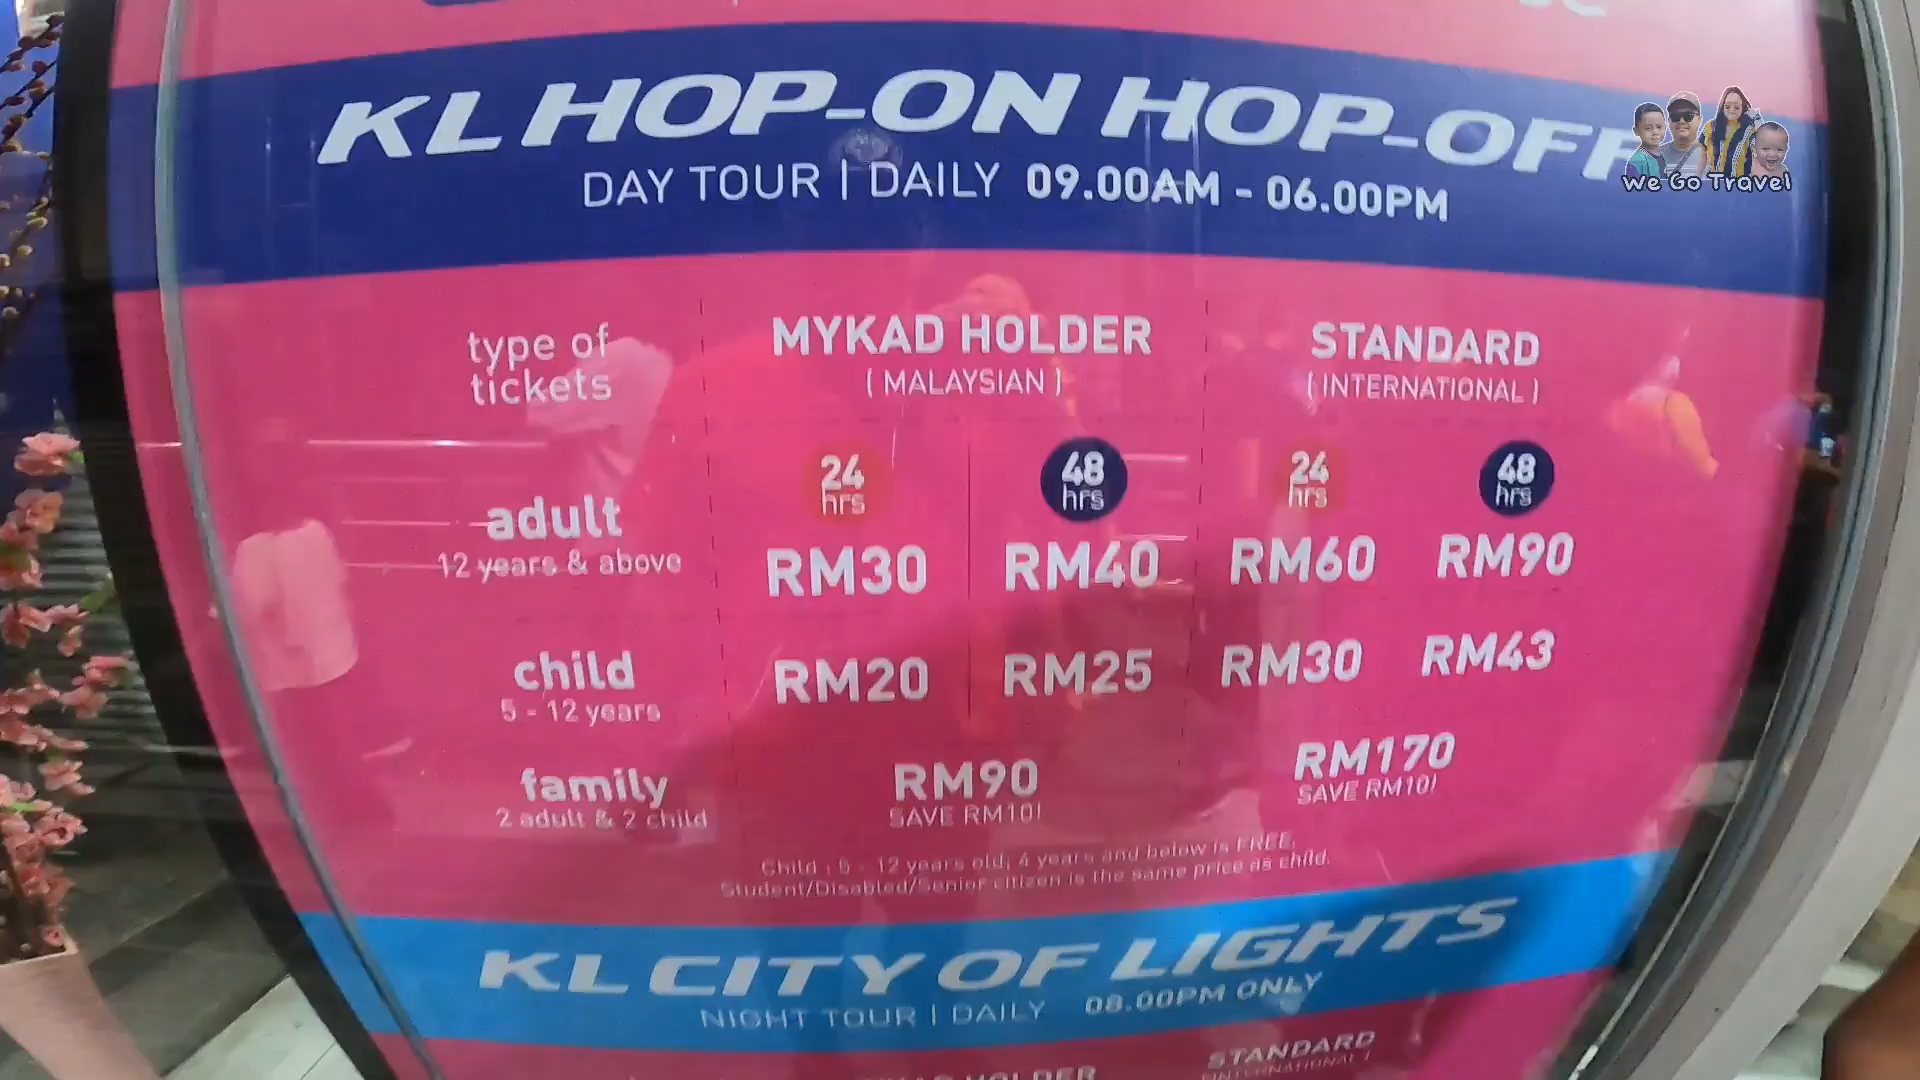 KL HOP-ON HOP-OFF
DAY TOUR | DAILY 09.00AM - 06.00PM
We Go Travel
type of tickets
MYKAD HOLDER
( MALAYSIAN )
STANDARD
( INTERNATIONAL )
24 hrs
48 hrs
24 hrs
48 hrs
adult
12 years & above
RM30
RM40
RM60
RM90
child
5 - 12 years
RM20
RM25
RM30
RM43
family
2 adult & 2 child
RM90
SAVE RM10!
RM170
SAVE RM10!
Child : 5 - 12 years old, 4 years and below is FREE.
Student/Disabled/Senior citizen is the same price as child.
KL CITY OF LIGHTS
NIGHT TOUR | DAILY 08.00PM ONLY
HOLDER
STANDARD